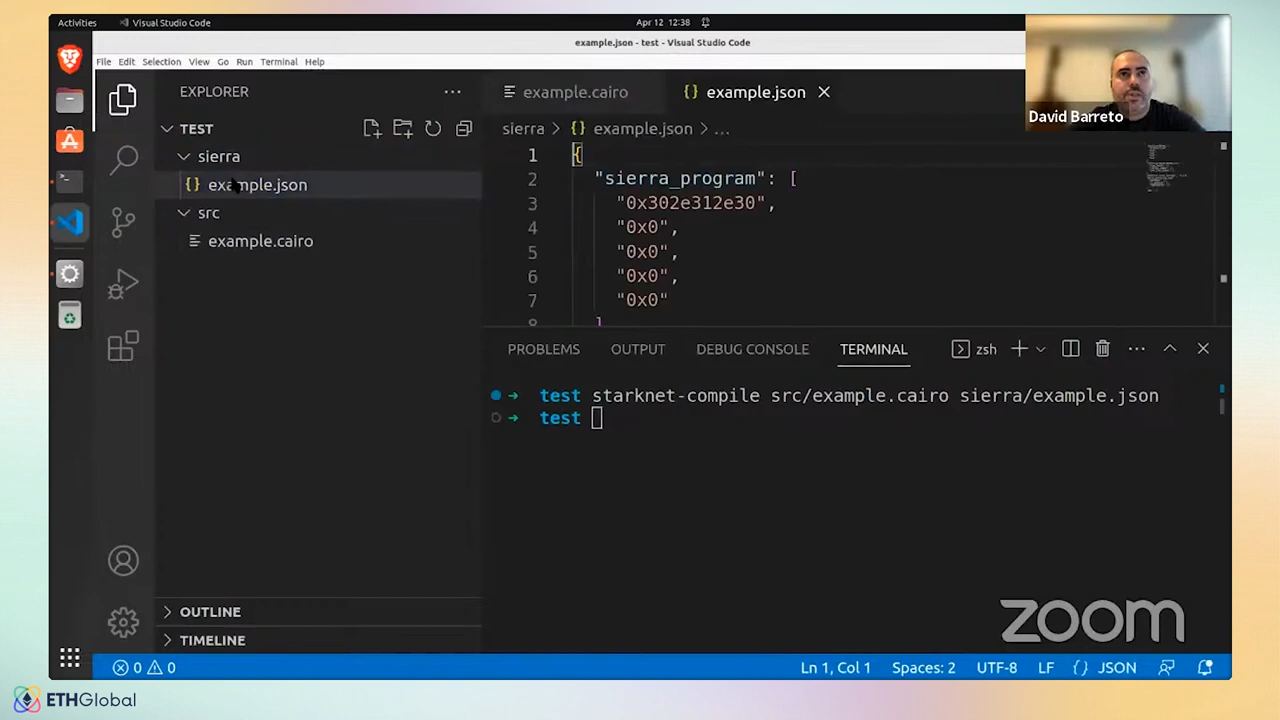 Activities
Visual Studio Code
Apr 12 12:38
example.json - test - Visual Studio Code
File Edit Selection View Go Run Terminal Help
David Barreto
EXPLORER
TEST
sierra
{} example.json
src
example.cairo
OUTLINE
TIMELINE
example.cairo
{} example.json
sierra > {} example.json > ...
1 {
2 "sierra_program": [
3 "0x302e312e30",
4 "0x0",
5 "0x0",
6 "0x0",
7 "0x0"
8 ]
PROBLEMS OUTPUT DEBUG CONSOLE TERMINAL zsh
test starknet-compile src/example.cairo sierra/example.json
test
zoom
0 0
Ln 1, Col 1 Spaces: 2 UTF-8 LF {} JSON
ETHGlobal